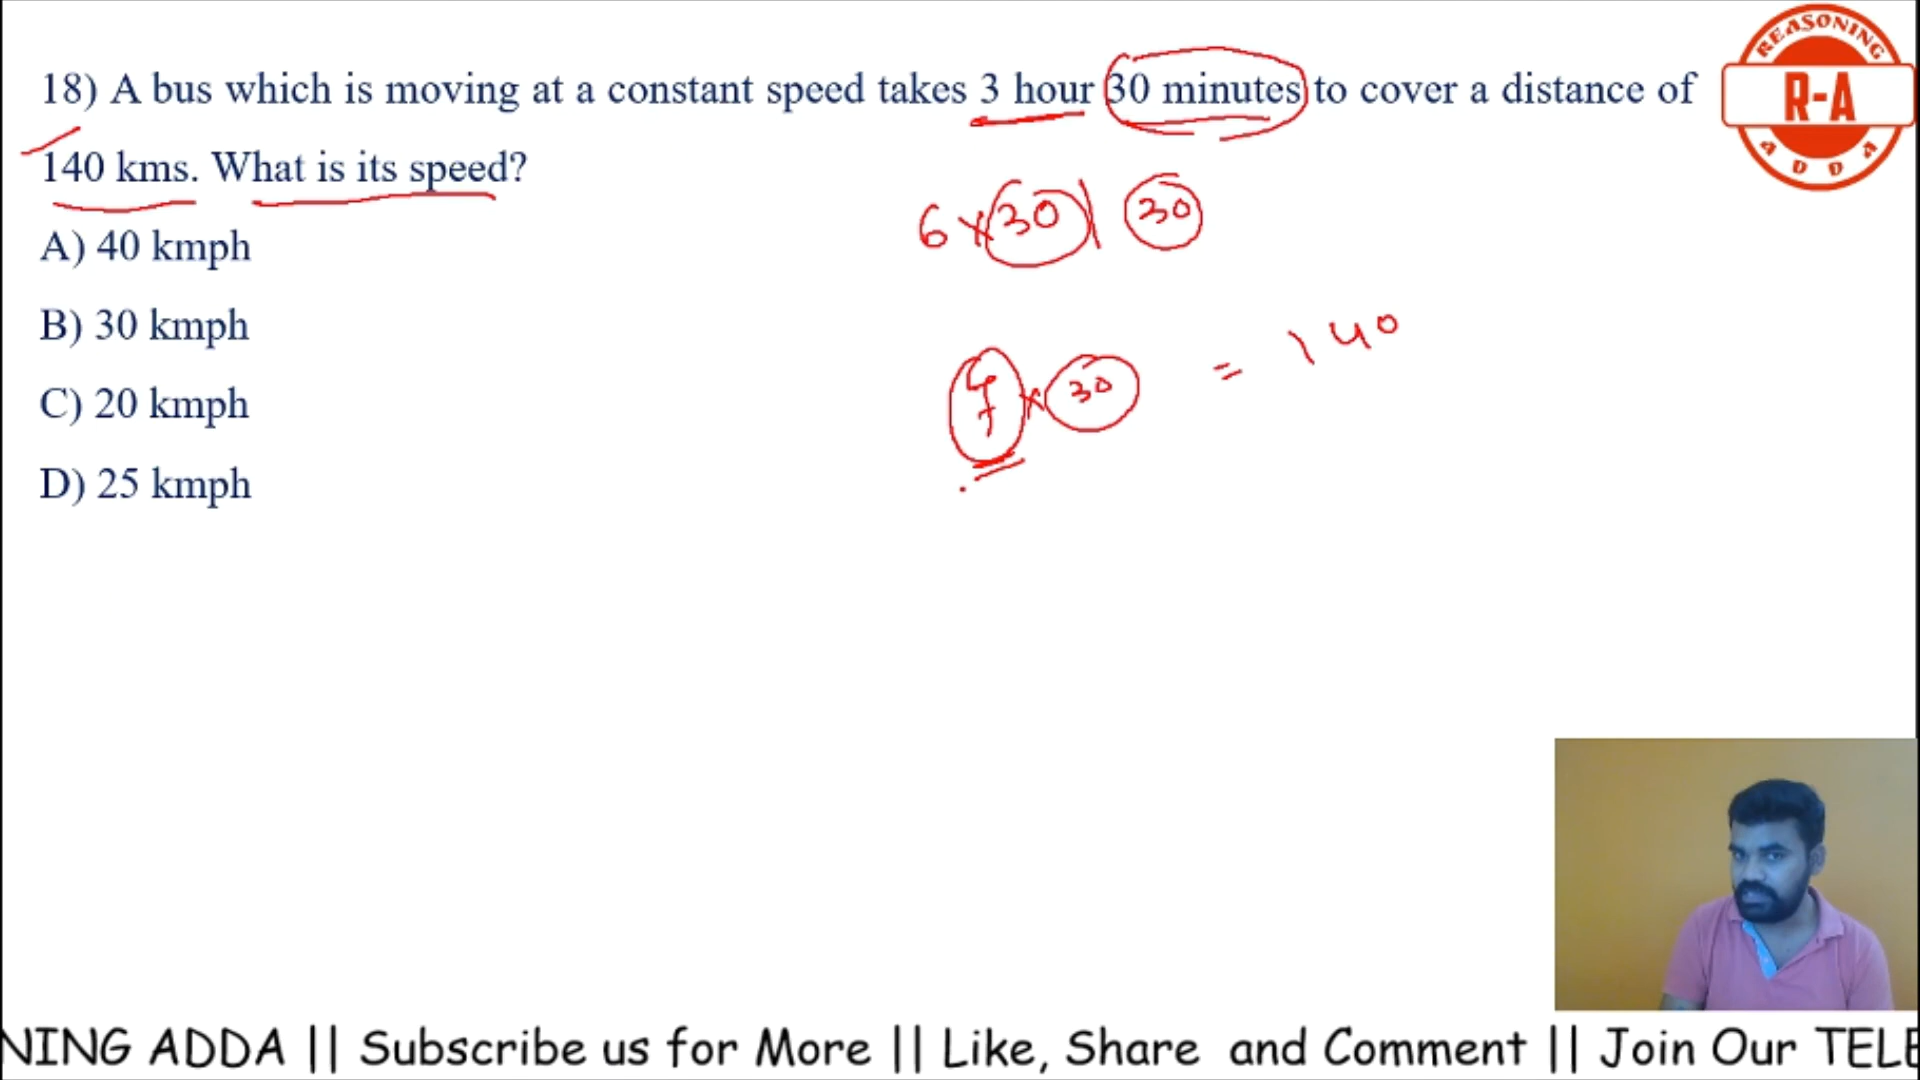 18) A bus which is moving at a constant speed takes 3 hour 30 minutes to cover a distance of
140 kms. What is its speed?
A) 40 kmph
B) 30 kmph
C) 20 kmph
D) 25 kmph
6 × 30 | 30
7 × 30 = 140
REASONING
R-A
ADDA
NING ADDA || Subscribe us for More || Like, Share and Comment || Join Our TELE